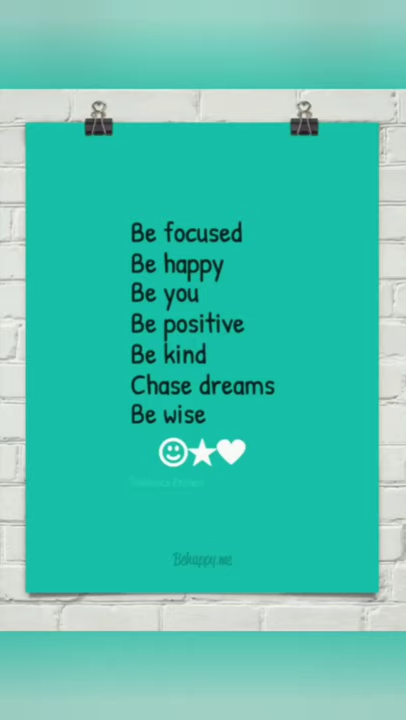 Be focused
Be happy
Be you
Be positive
Be kind
Chase dreams
Be wise
Behappy.me